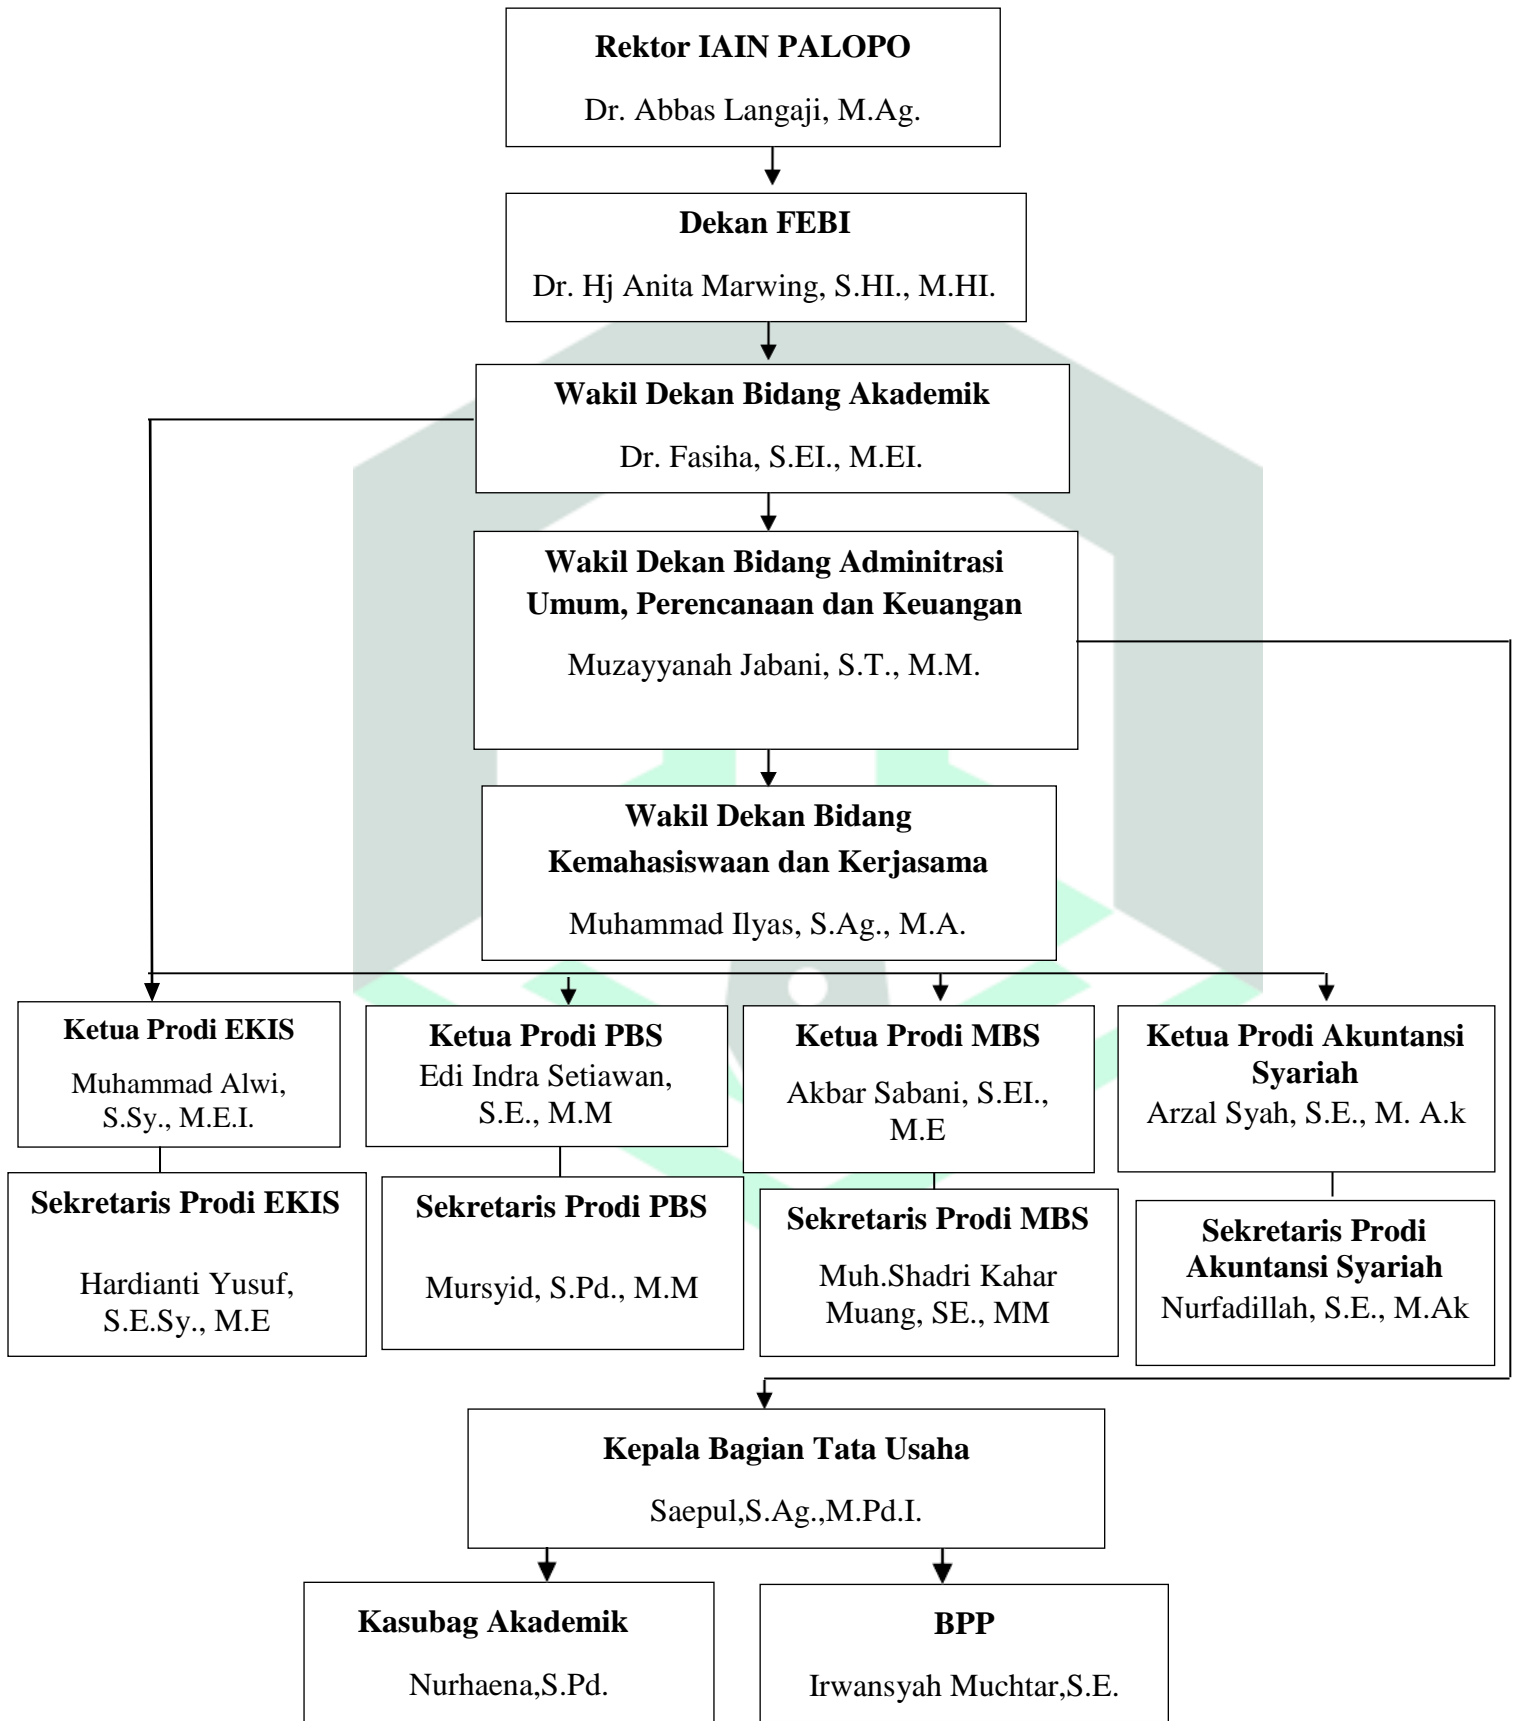 Rektor IAIN PALOPO
Dr. Abbas Langaji, M.Ag.
Dekan FEBI
Dr. Hj Anita Marwing, S.HI., M.HI.
Wakil Dekan Bidang Akademik
Dr. Fasiha, S.EI., M.EI.
Wakil Dekan Bidang Adminitrasi
Umum, Perencanaan dan Keuangan
Muzayyanah Jabani, S.T., M.M.
Wakil Dekan Bidang
Kemahasiswaan dan Kerjasama
Muhammad Ilyas, S.Ag., M.A.
Ketua Prodi EKIS
Muhammad Alwi,
S.Sy., M.E.I.
Ketua Prodi PBS
Edi Indra Setiawan,
S.E., M.M
Ketua Prodi MBS
Akbar Sabani, S.EI.,
M.E
Ketua Prodi Akuntansi
Syariah
Arzal Syah, S.E., M. A.k
Sekretaris Prodi EKIS
Hardianti Yusuf,
S.E.Sy., M.E
Sekretaris Prodi PBS
Mursyid, S.Pd., M.M
Sekretaris Prodi MBS
Muh.Shadri Kahar
Muang, SE., MM
Sekretaris Prodi
Akuntansi Syariah
Nurfadillah, S.E., M.Ak
Kepala Bagian Tata Usaha
Saepul,S.Ag.,M.Pd.I.
Kasubag Akademik
Nurhaena,S.Pd.
BPP
Irwansyah Muchtar,S.E.